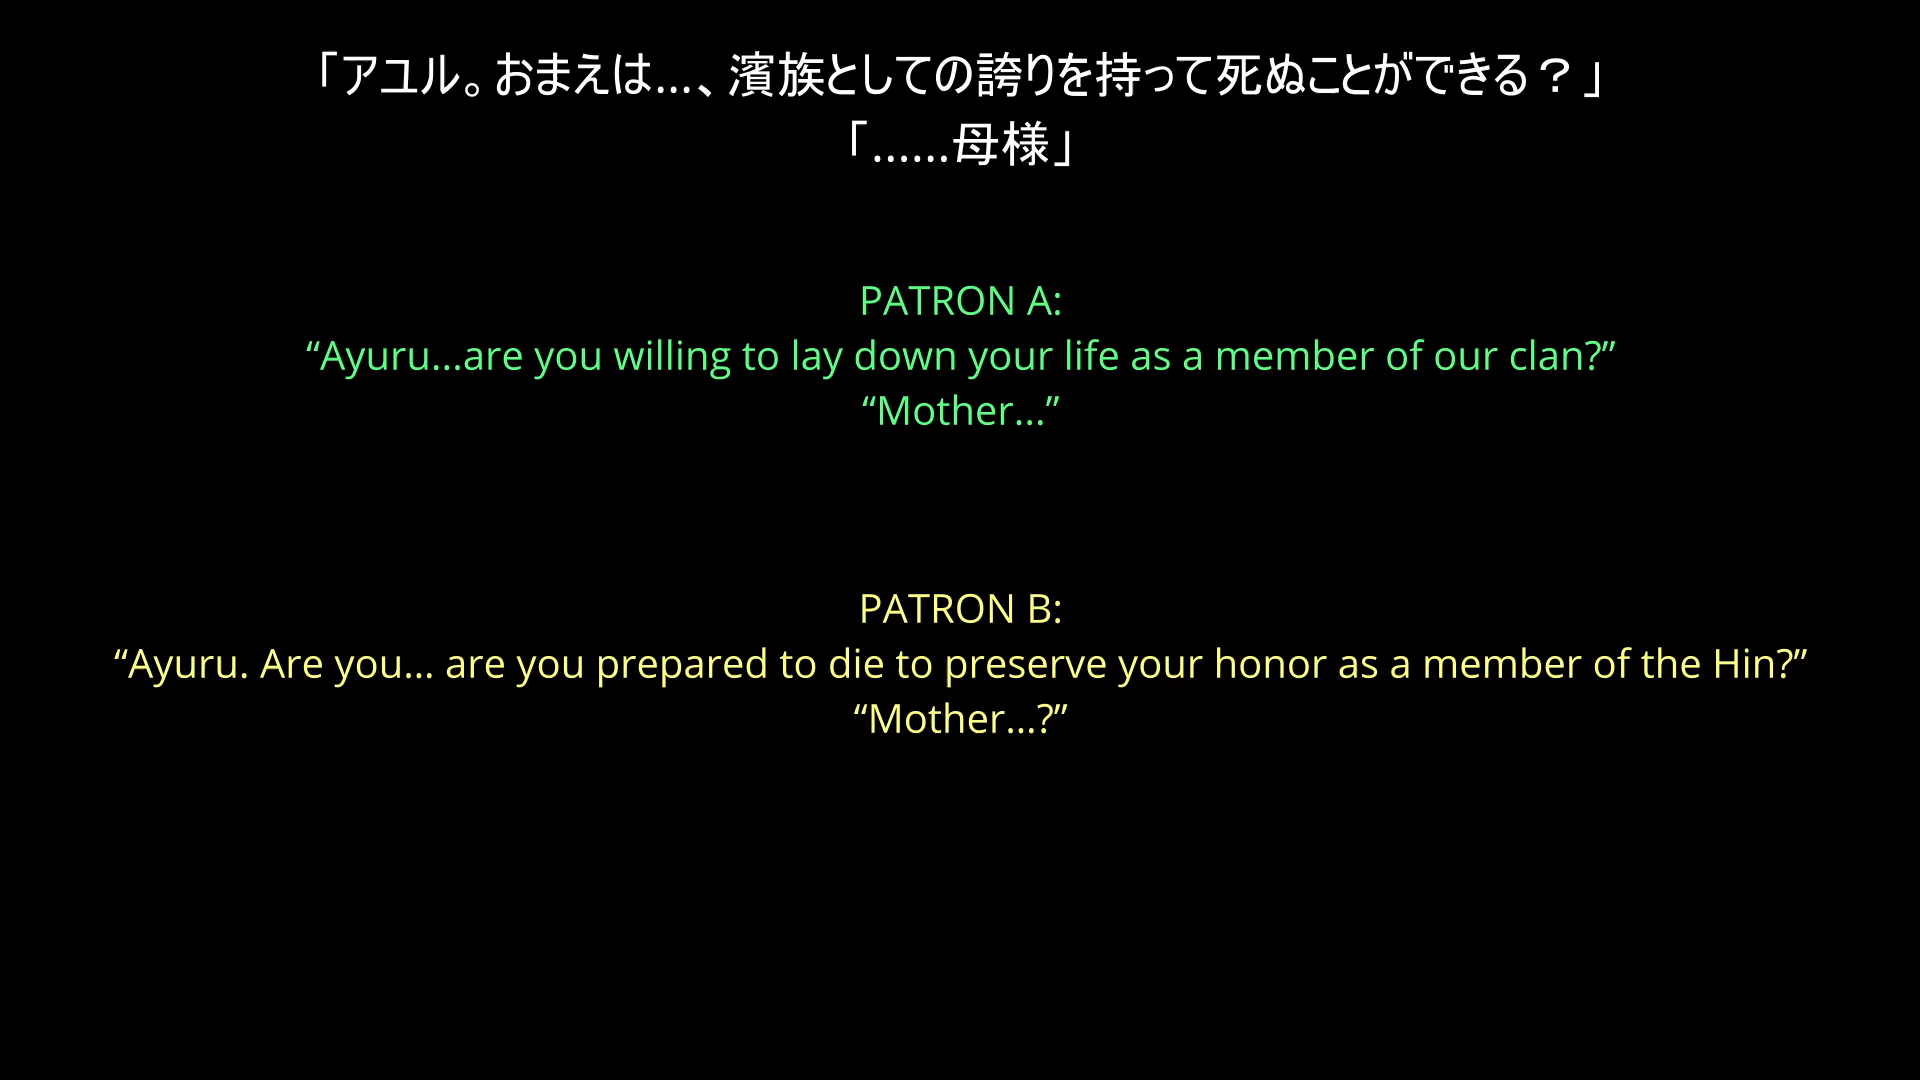 「アユル。おまえは…、濱族としての誇りを持って死ぬことができる？」
「……母様」
PATRON A:
“Ayuru…are you willing to lay down your life as a member of our clan?”
“Mother…”
PATRON B:
“Ayuru. Are you… are you prepared to die to preserve your honor as a member of the Hin?”
“Mother…?”